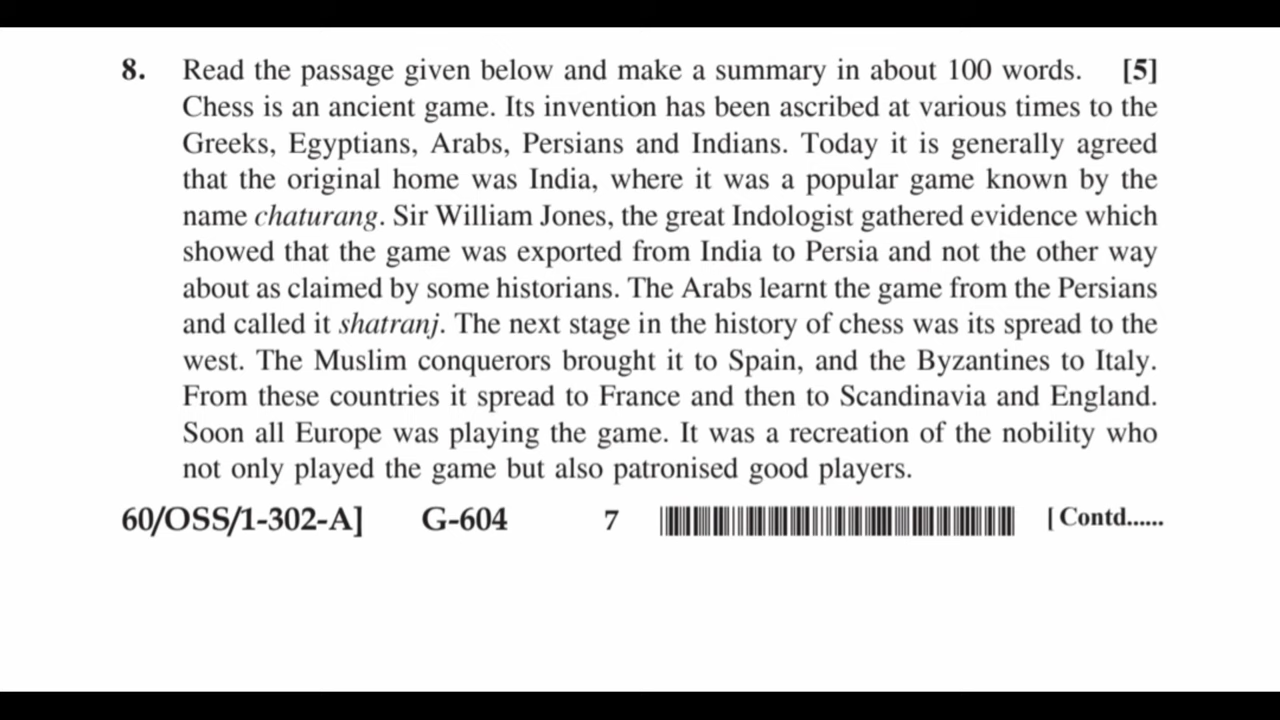 8. Read the passage given below and make a summary in about 100 words. [5]
Chess is an ancient game. Its invention has been ascribed at various times to the
Greeks, Egyptians, Arabs, Persians and Indians. Today it is generally agreed
that the original home was India, where it was a popular game known by the
name chaturang. Sir William Jones, the great Indologist gathered evidence which
showed that the game was exported from India to Persia and not the other way
about as claimed by some historians. The Arabs learnt the game from the Persians
and called it shatranj. The next stage in the history of chess was its spread to the
west. The Muslim conquerors brought it to Spain, and the Byzantines to Italy.
From these countries it spread to France and then to Scandinavia and England.
Soon all Europe was playing the game. It was a recreation of the nobility who
not only played the game but also patronised good players.
60/OSS/1-302-A] G-604 7 [ Contd......